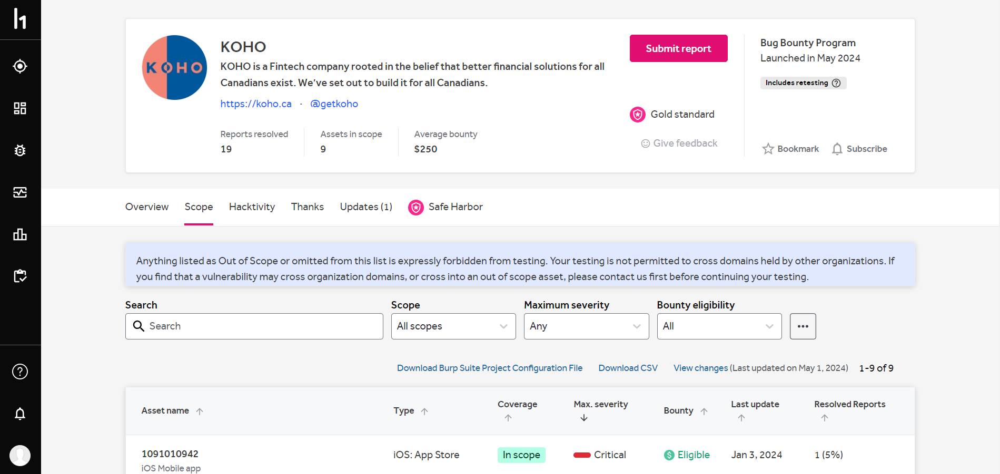 KOHO
KOHO
KOHO is a Fintech company rooted in the belief that better financial solutions for all
Canadians exist. We’ve set out to build it for all Canadians.
https://koho.ca · @getkoho
Reports resolved
19
Assets in scope
9
Average bounty
$250
Submit report
Gold standard
Give feedback
Bug Bounty Program
Launched in May 2024
Includes retesting ?
Bookmark
Subscribe
Overview
Scope
Hacktivity
Thanks
Updates (1)
Safe Harbor
Anything listed as Out of Scope or omitted from this list is expressly forbidden from testing. Your testing is not permitted to cross domains held by other organizations. If
you find that a vulnerability may cross organization domains, or cross into an out of scope asset, please contact us first before continuing your testing.
Search
Search
Scope
All scopes
Maximum severity
Any
Bounty eligibility
All
Download Burp Suite Project Configuration File
Download CSV
View changes (Last updated on May 1, 2024)
1-9 of 9
Asset name
Type
Coverage
Max. severity
Bounty
Last update
Resolved Reports
1091010942
iOS Mobile app
iOS: App Store
In scope
Critical
$ Eligible
Jan 3, 2024
1 (5%)